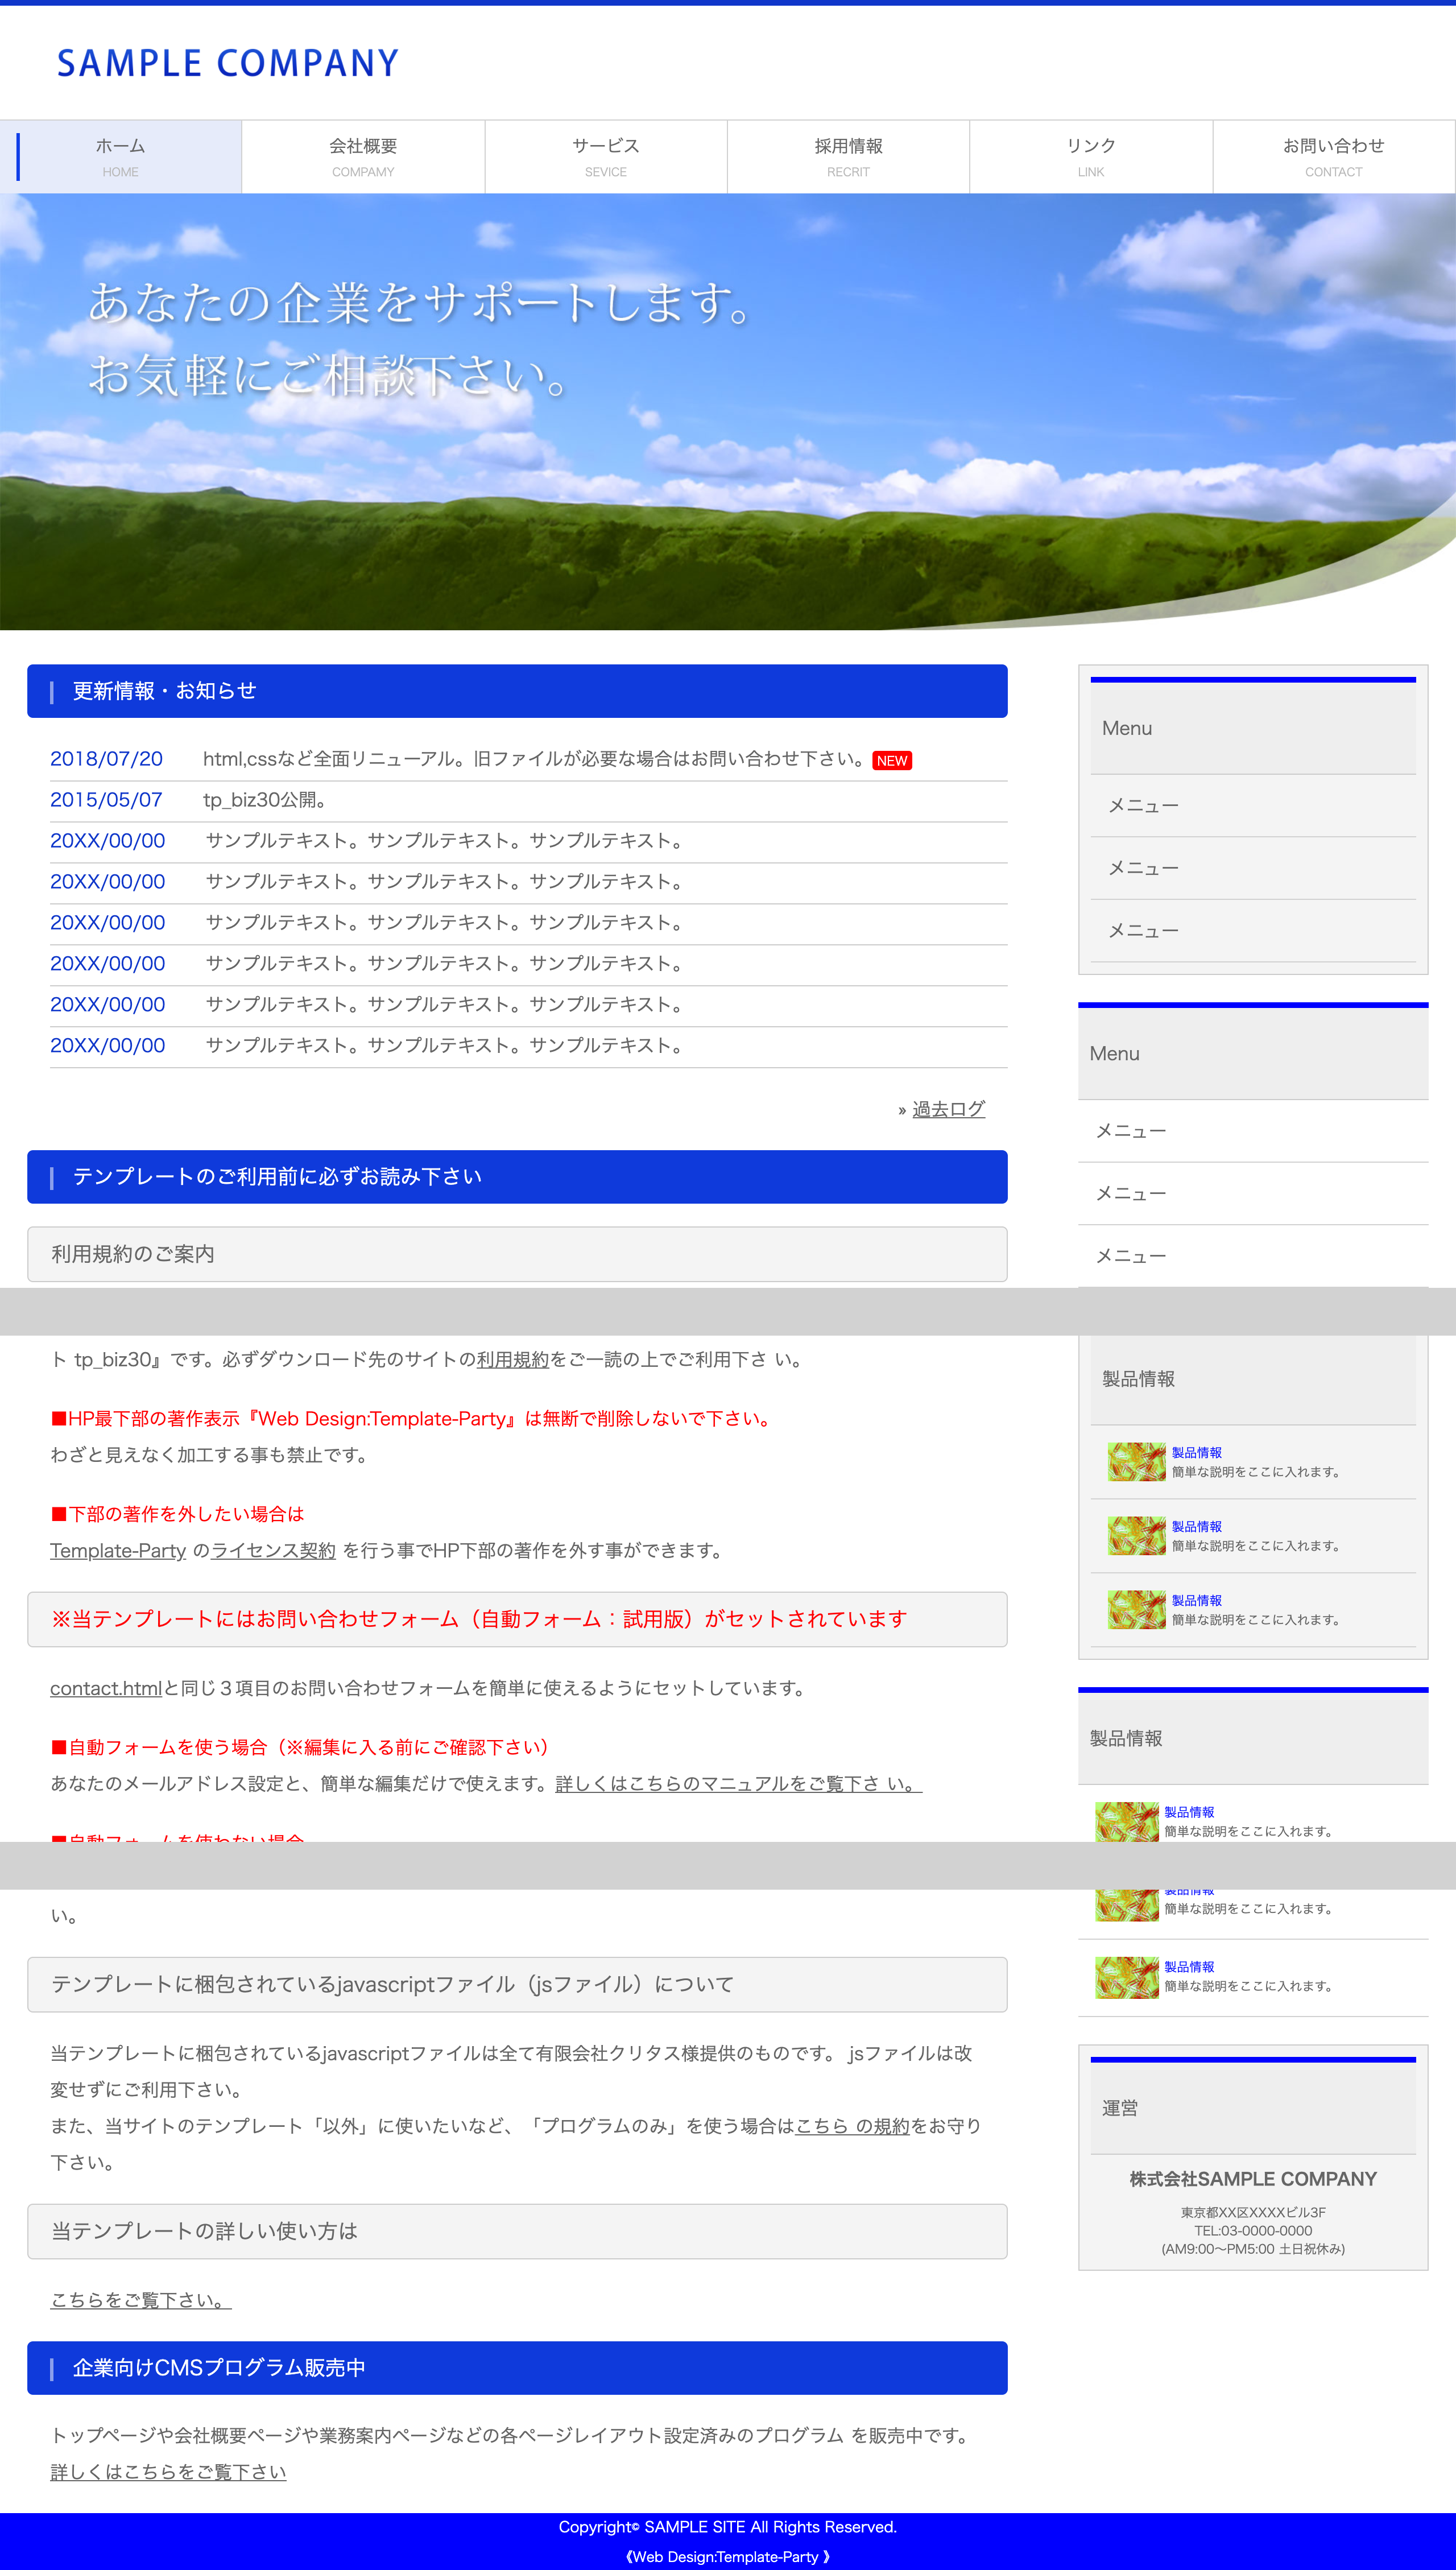 SAMPLE COMPANY
ホーム
HOME
会社概要
COMPAMY
サービス
SEVICE
採用情報
RECRIT
リンク
LINK
お問い合わせ
CONTACT
あなたの企業をサポートします。
お気軽にご相談下さい。
更新情報・お知らせ
2018/07/20 html,cssなど全面リニューアル。旧ファイルが必要な場合はお問い合わせ下さい。NEW
2015/05/07 tp_biz30公開。
20XX/00/00 サンプルテキスト。サンプルテキスト。サンプルテキスト。
20XX/00/00 サンプルテキスト。サンプルテキスト。サンプルテキスト。
20XX/00/00 サンプルテキスト。サンプルテキスト。サンプルテキスト。
20XX/00/00 サンプルテキスト。サンプルテキスト。サンプルテキスト。
20XX/00/00 サンプルテキスト。サンプルテキスト。サンプルテキスト。
20XX/00/00 サンプルテキスト。サンプルテキスト。サンプルテキスト。
» 過去ログ
テンプレートのご利用前に必ずお読み下さい
利用規約のご案内
ト tp_biz30』です。必ずダウンロード先のサイトの利用規約をご一読の上でご利用下さ い。
■HP最下部の著作表示『Web Design:Template-Party』は無断で削除しないで下さい。
わざと見えなく加工する事も禁止です。
■下部の著作を外したい場合は
Template-Party のライセンス契約 を行う事でHP下部の著作を外す事ができます。
※当テンプレートにはお問い合わせフォーム（自動フォーム：試用版）がセットされています
contact.htmlと同じ３項目のお問い合わせフォームを簡単に使えるようにセットしています。
■自動フォームを使う場合（※編集に入る前にご確認下さい）
あなたのメールアドレス設定と、簡単な編集だけで使えます。詳しくはこちらのマニュアルをご覧下さ い。
■自動フォームを使わない場合
い。
テンプレートに梱包されているjavascriptファイル（jsファイル）について
当テンプレートに梱包されているjavascriptファイルは全て有限会社クリタス様提供のものです。 jsファイルは改
変せずにご利用下さい。
また、当サイトのテンプレート「以外」に使いたいなど、「プログラムのみ」を使う場合はこちら の規約をお守り
下さい。
当テンプレートの詳しい使い方は
こちらをご覧下さい。
企業向けCMSプログラム販売中
トップページや会社概要ページや業務案内ページなどの各ページレイアウト設定済みのプログラム を販売中です。
詳しくはこちらをご覧下さい
Menu
メニュー
メニュー
メニュー
Menu
メニュー
メニュー
メニュー
製品情報
製品情報
簡単な説明をここに入れます。
製品情報
簡単な説明をここに入れます。
製品情報
簡単な説明をここに入れます。
製品情報
製品情報
簡単な説明をここに入れます。
製品情報
簡単な説明をここに入れます。
製品情報
簡単な説明をここに入れます。
運営
株式会社SAMPLE COMPANY
東京都XX区XXXXビル3F
TEL:03-0000-0000
(AM9:00〜PM5:00 土日祝休み)
Copyright© SAMPLE SITE All Rights Reserved.
《Web Design:Template-Party 》